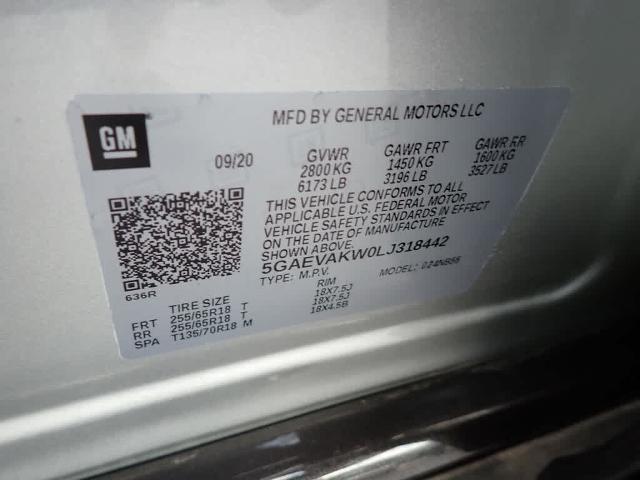 GM
MFD BY GENERAL MOTORS LLC
09/20 GVWR GAWR FRT GAWR RR
2800 KG 1450 KG 1600 KG
6173 LB 3196 LB 3527 LB
THIS VEHICLE CONFORMS TO ALL
APPLICABLE U.S. FEDERAL MOTOR
VEHICLE SAFETY STANDARDS IN EFFECT
ON THE DATE OF MANUFACTURE
SHOWN ABOVE.
5GAEVAKW0LJ318442
TYPE: M.P.V. MODEL:
636R
TIRE SIZE RIM
FRT 255/65R18 T 18X7.5J
RR 255/65R18 T 18X7.5J
SPA T135/70R18 M 18X4.5B